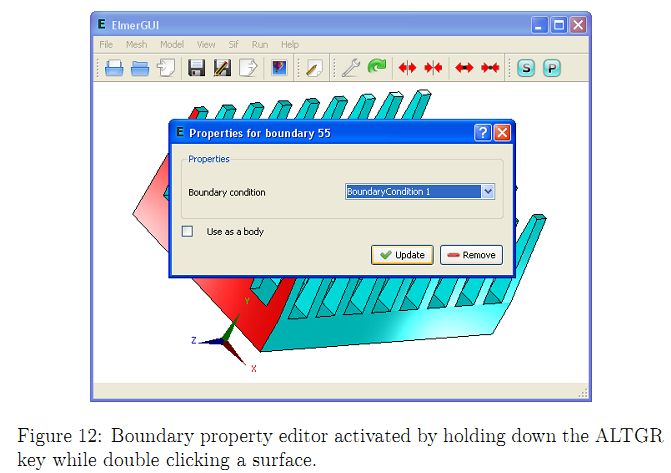 E ElmerGUI
File Mesh Model View Sif Run Help
S P
E Properties for boundary 55
?
Properties
Boundary condition BoundaryCondition 1
Use as a body
Update Remove
Y
Z
X
Figure 12: Boundary property editor activated by holding down the ALTGR
key while double clicking a surface.